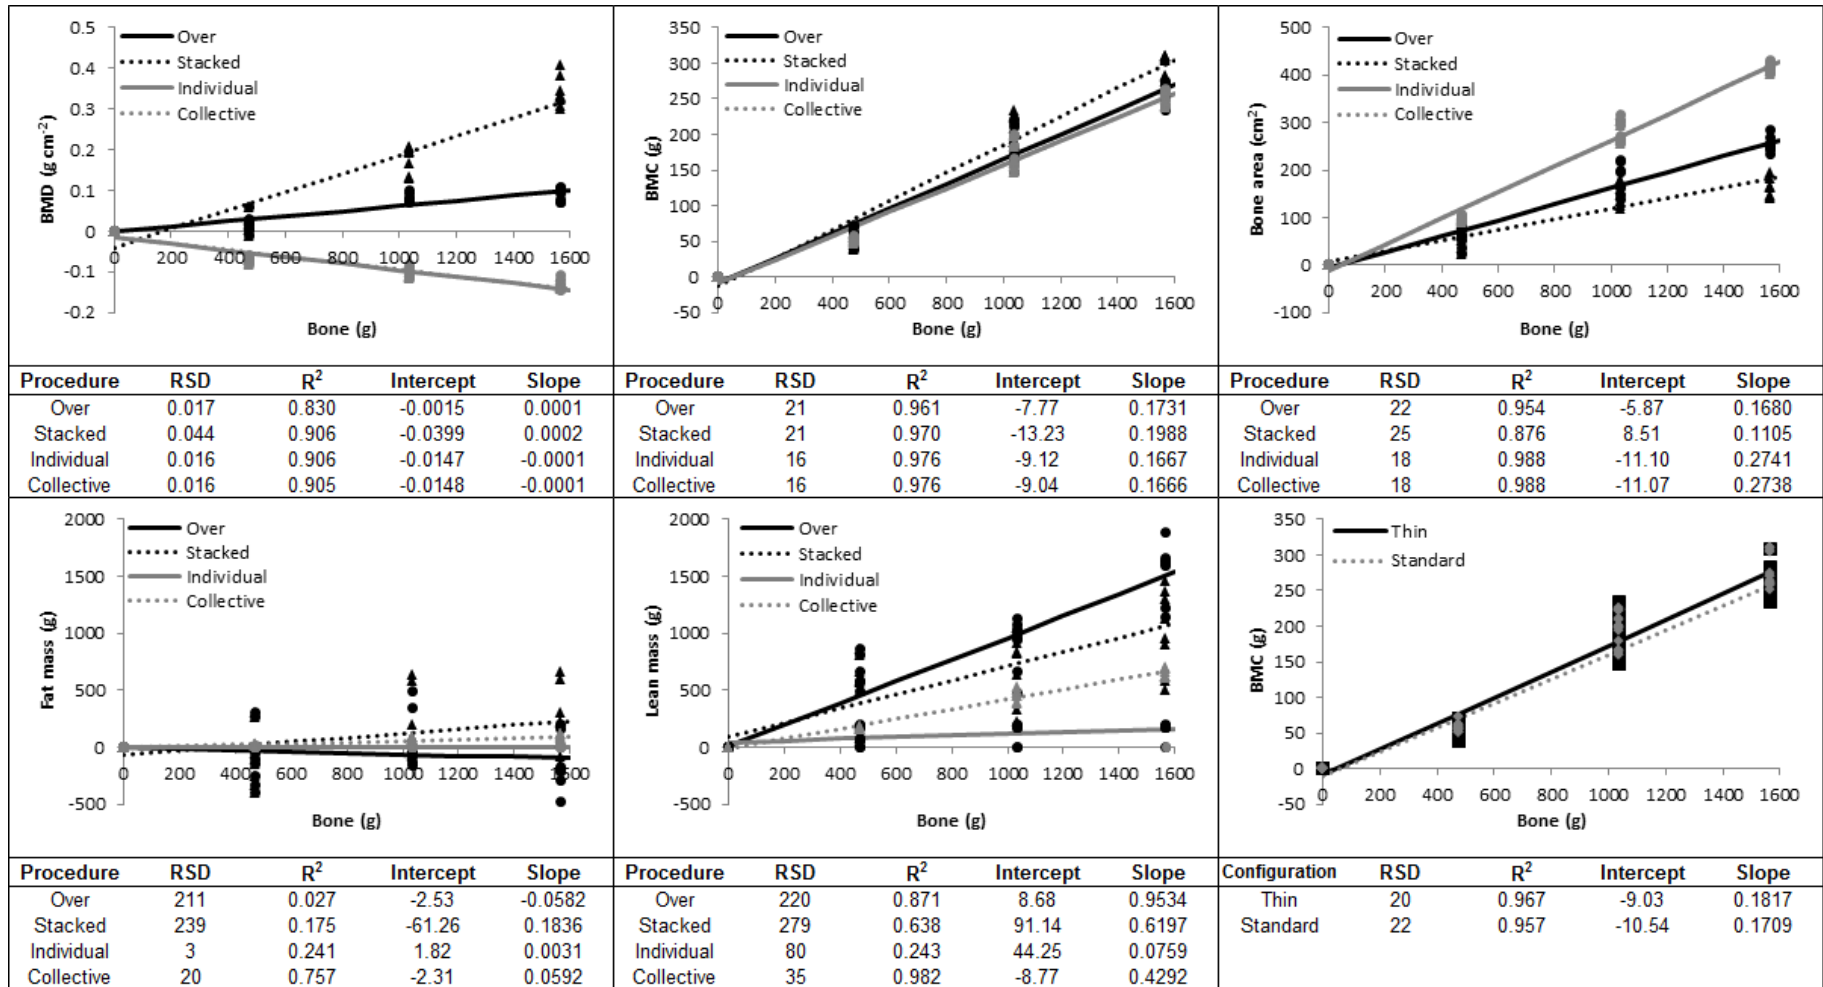 0.5
0.4
0.3
0.2
0.1
0
-0.1
-0.2
BMD (g cm-2)
Over
Stacked
Individual
Collective
0 200 400 600 800 1000 1200 1400 1600
Bone (g)
Procedure RSD R2 Intercept Slope
Over 0.017 0.830 -0.0015 0.0001
Stacked 0.044 0.906 -0.0399 0.0002
Individual 0.016 0.906 -0.0147 -0.0001
Collective 0.016 0.905 -0.0148 -0.0001
350
300
250
200
150
100
50
0
-50
BMC (g)
Over
Stacked
Individual
Collective
0 200 400 600 800 1000 1200 1400 1600
Bone (g)
Procedure RSD R2 Intercept Slope
Over 21 0.961 -7.77 0.1731
Stacked 21 0.970 -13.23 0.1988
Individual 16 0.976 -9.12 0.1667
Collective 16 0.976 -9.04 0.1666
500
400
300
200
100
0
-100
Bone area (cm2)
Over
Stacked
Individual
Collective
0 200 400 600 800 1000 1200 1400 1600
Bone (g)
Procedure RSD R2 Intercept Slope
Over 22 0.954 -5.87 0.1680
Stacked 25 0.876 8.51 0.1105
Individual 18 0.988 -11.10 0.2741
Collective 18 0.988 -11.07 0.2738
2000
1500
1000
500
0
-500
Fat mass (g)
Over
Stacked
Individual
Collective
0 200 400 600 800 1000 1200 1400 1600
Bone (g)
Procedure RSD R2 Intercept Slope
Over 211 0.027 -2.53 -0.0582
Stacked 239 0.175 -61.26 0.1836
Individual 3 0.241 1.82 0.0031
Collective 20 0.757 -2.31 0.0592
2000
1500
1000
500
0
-500
Lean mass (g)
Over
Stacked
Individual
Collective
0 200 400 600 800 1000 1200 1400 1600
Bone (g)
Procedure RSD R2 Intercept Slope
Over 220 0.871 8.68 0.9534
Stacked 279 0.638 91.14 0.6197
Individual 80 0.243 44.25 0.0759
Collective 35 0.982 -8.77 0.4292
350
300
250
200
150
100
50
0
-50
BMC (g)
Thin
Standard
0 200 400 600 800 1000 1200 1400 1600
Bone (g)
Configuration RSD R2 Intercept Slope
Thin 20 0.967 -9.03 0.1817
Standard 22 0.957 -10.54 0.1709